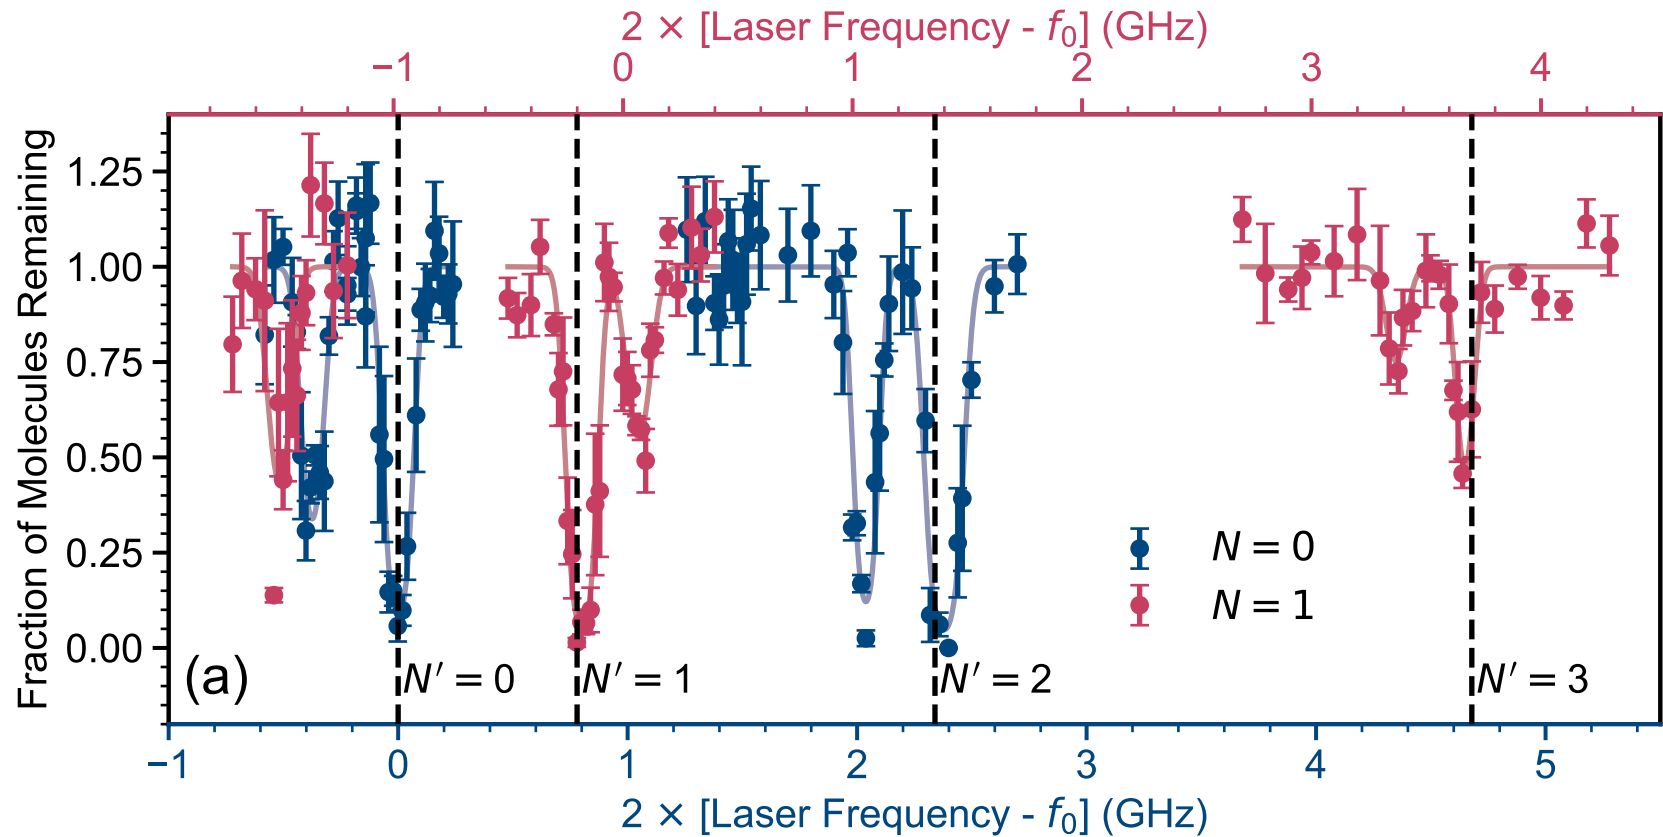 2 × [Laser Frequency - f₀] (GHz)
−1 0 1 2 3 4
Fraction of Molecules Remaining
1.25
1.00
0.75
0.50
0.25
0.00
N = 0
N = 1
(a) N′ = 0 N′ = 1 N′ = 2 N′ = 3
−1 0 1 2 3 4 5
2 × [Laser Frequency - f₀] (GHz)